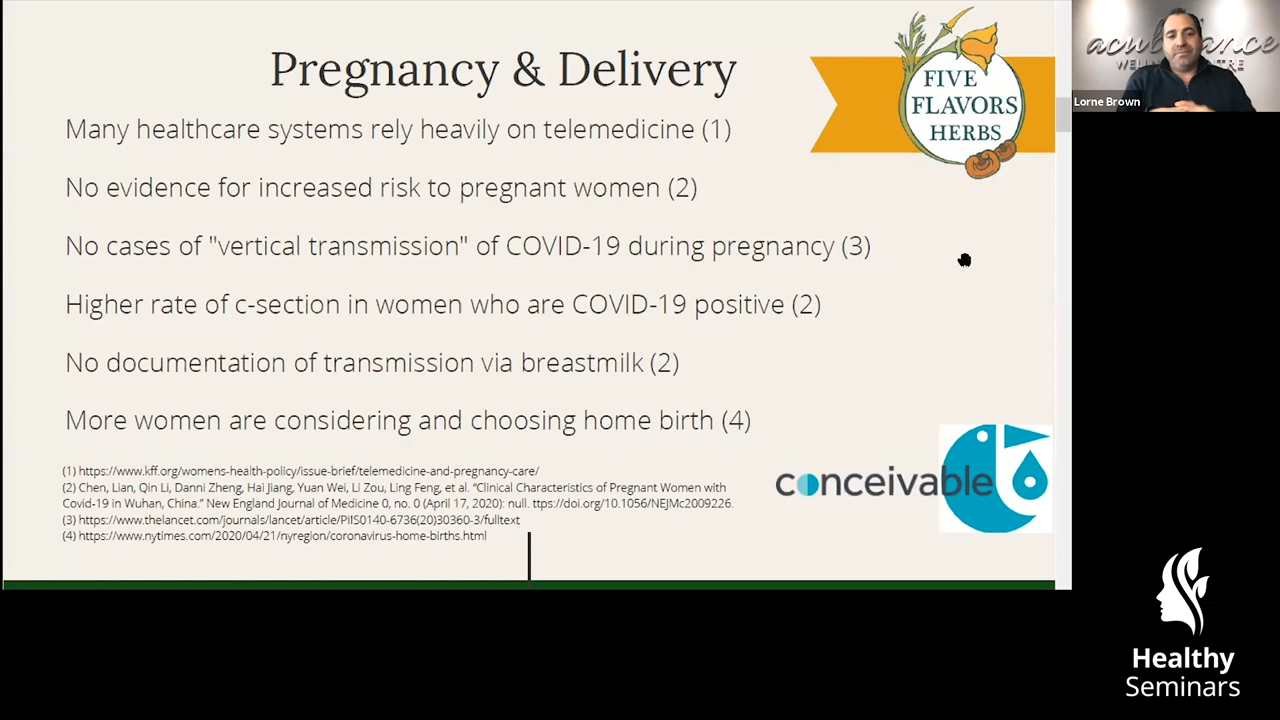 Pregnancy & Delivery
Many healthcare systems rely heavily on telemedicine (1)
No evidence for increased risk to pregnant women (2)
No cases of "vertical transmission" of COVID-19 during pregnancy (3)
Higher rate of c-section in women who are COVID-19 positive (2)
No documentation of transmission via breastmilk (2)
More women are considering and choosing home birth (4)
(1) https://www.kff.org/womens-health-policy/issue-brief/telemedicine-and-pregnancy-care/
(2) Chen, Lian, Qin Li, Danni Zheng, Hai Jiang, Yuan Wei, Li Zou, Ling Feng, et al. "Clinical Characteristics of Pregnant Women with
Covid-19 in Wuhan, China." New England Journal of Medicine 0, no. 0 (April 17, 2020): null. ttps://doi.org/10.1056/NEJMc2009226.
(3) https://www.thelancet.com/journals/lancet/article/PIIS0140-6736(20)30360-3/fulltext
(4) https://www.nytimes.com/2020/04/21/nyregion/coronavirus-home-births.html
FIVE
FLAVORS
HERBS
conceivable
Lorne Brown
Healthy
Seminars